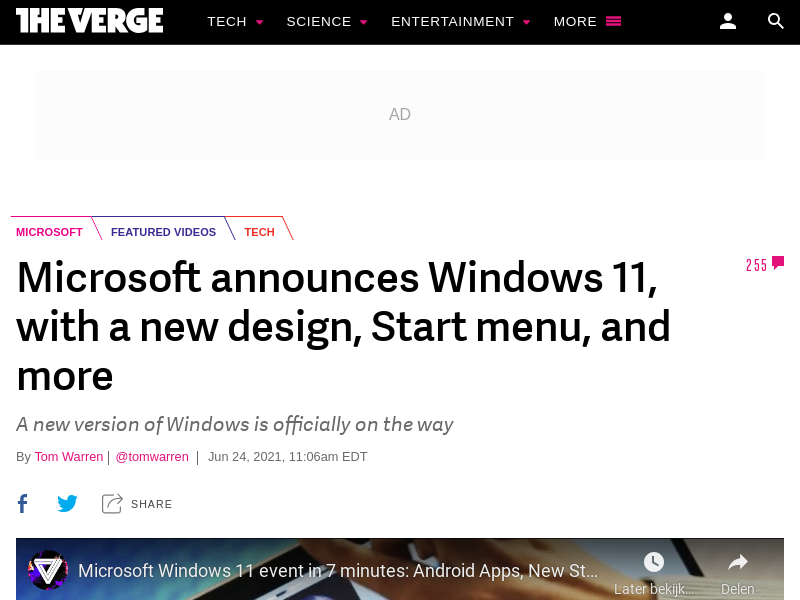 THE VERGE TECH SCIENCE ENTERTAINMENT MORE
AD
MICROSOFT FEATURED VIDEOS TECH
Microsoft announces Windows 11,
with a new design, Start menu, and
more
255
A new version of Windows is officially on the way
By Tom Warren | @tomwarren | Jun 24, 2021, 11:06am EDT
SHARE
Microsoft Windows 11 event in 7 minutes: Android Apps, New St...
Later bekijk... Delen